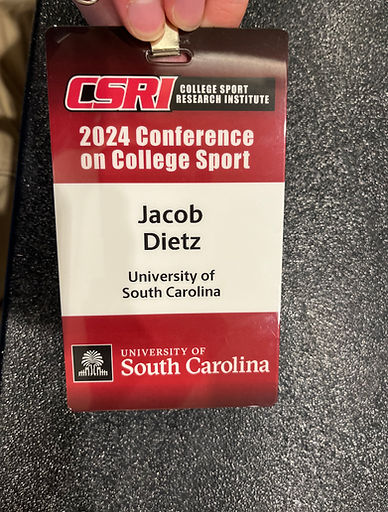 CSRI COLLEGE SPORT
RESEARCH INSTITUTE
2024 Conference
on College Sport
Jacob
Dietz
University of
South Carolina
UNIVERSITY OF
South Carolina